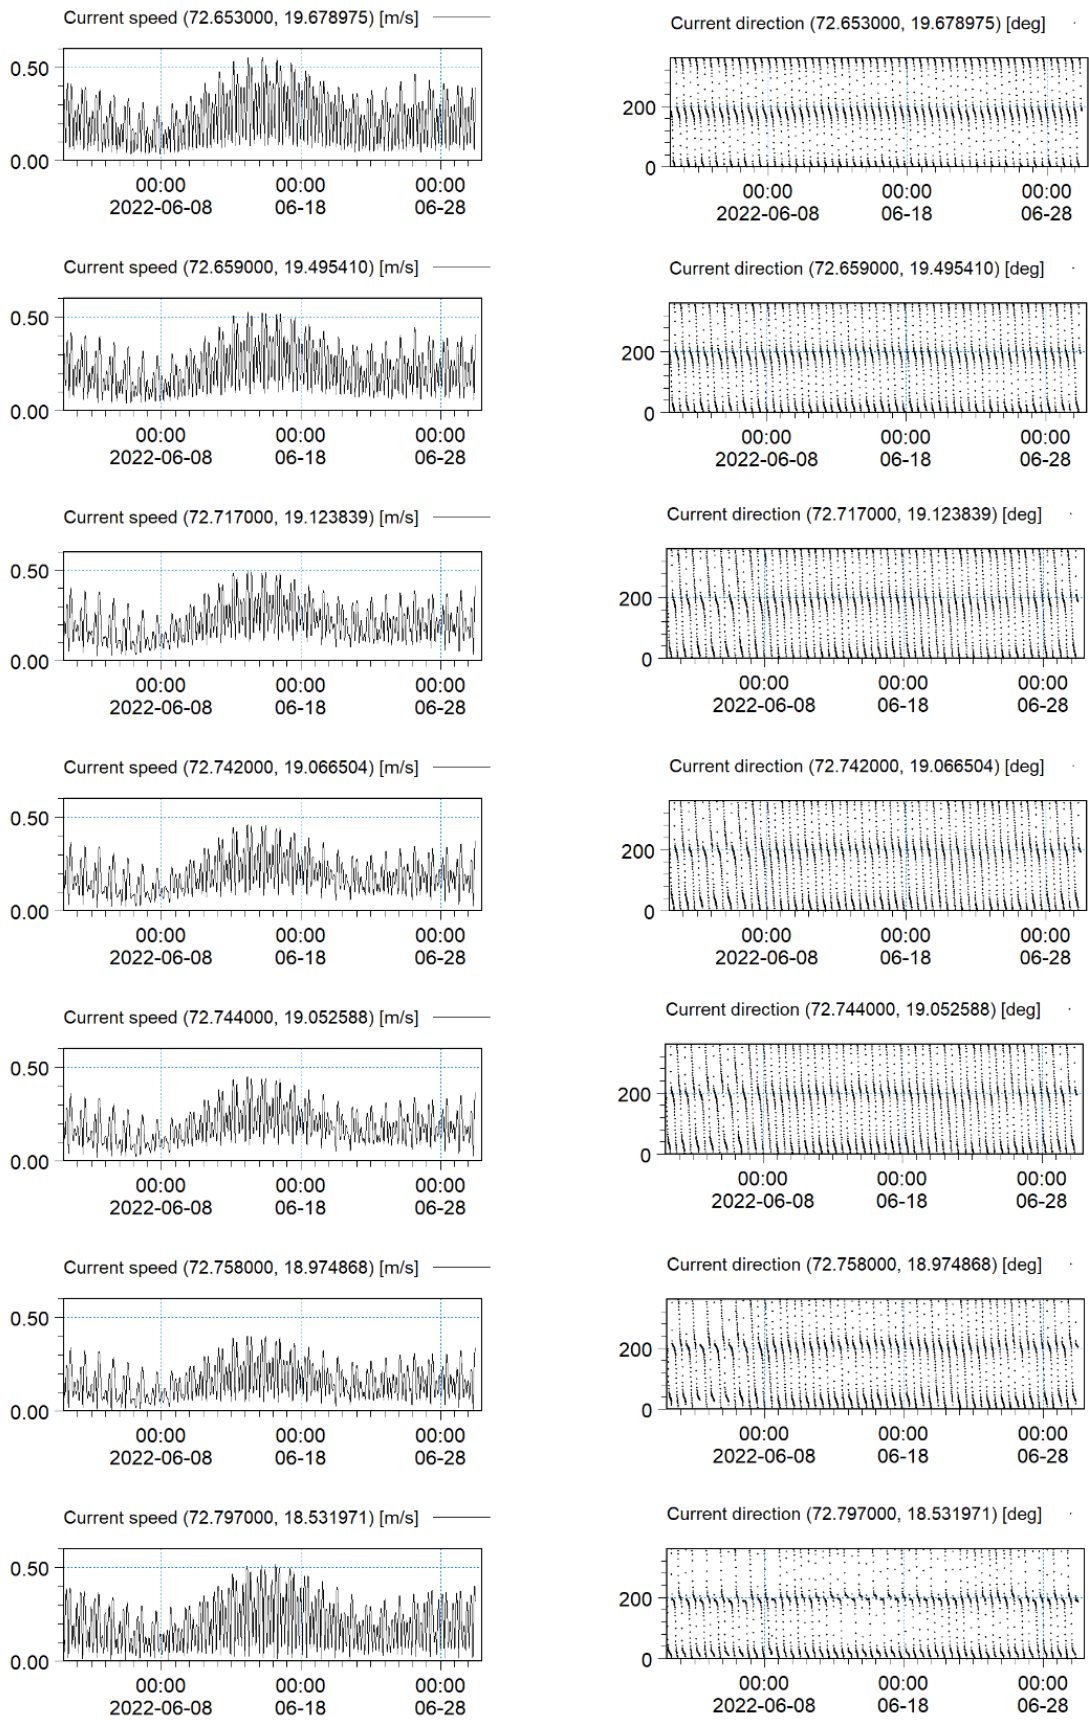 Current speed (72.653000, 19.678975) [m/s]
0.50
0.00
00:00 00:00 00:00
2022-06-08 06-18 06-28
Current direction (72.653000, 19.678975) [deg]
200
0
00:00 00:00 00:00
2022-06-08 06-18 06-28
Current speed (72.659000, 19.495410) [m/s]
0.50
0.00
00:00 00:00 00:00
2022-06-08 06-18 06-28
Current direction (72.659000, 19.495410) [deg]
200
0
00:00 00:00 00:00
2022-06-08 06-18 06-28
Current speed (72.717000, 19.123839) [m/s]
0.50
0.00
00:00 00:00 00:00
2022-06-08 06-18 06-28
Current direction (72.717000, 19.123839) [deg]
200
0
00:00 00:00 00:00
2022-06-08 06-18 06-28
Current speed (72.742000, 19.066504) [m/s]
0.50
0.00
00:00 00:00 00:00
2022-06-08 06-18 06-28
Current direction (72.742000, 19.066504) [deg]
200
0
00:00 00:00 00:00
2022-06-08 06-18 06-28
Current speed (72.744000, 19.052588) [m/s]
0.50
0.00
00:00 00:00 00:00
2022-06-08 06-18 06-28
Current direction (72.744000, 19.052588) [deg]
200
0
00:00 00:00 00:00
2022-06-08 06-18 06-28
Current speed (72.758000, 18.974868) [m/s]
0.50
0.00
00:00 00:00 00:00
2022-06-08 06-18 06-28
Current direction (72.758000, 18.974868) [deg]
200
0
00:00 00:00 00:00
2022-06-08 06-18 06-28
Current speed (72.797000, 18.531971) [m/s]
0.50
0.00
00:00 00:00 00:00
2022-06-08 06-18 06-28
Current direction (72.797000, 18.531971) [deg]
200
0
00:00 00:00 00:00
2022-06-08 06-18 06-28